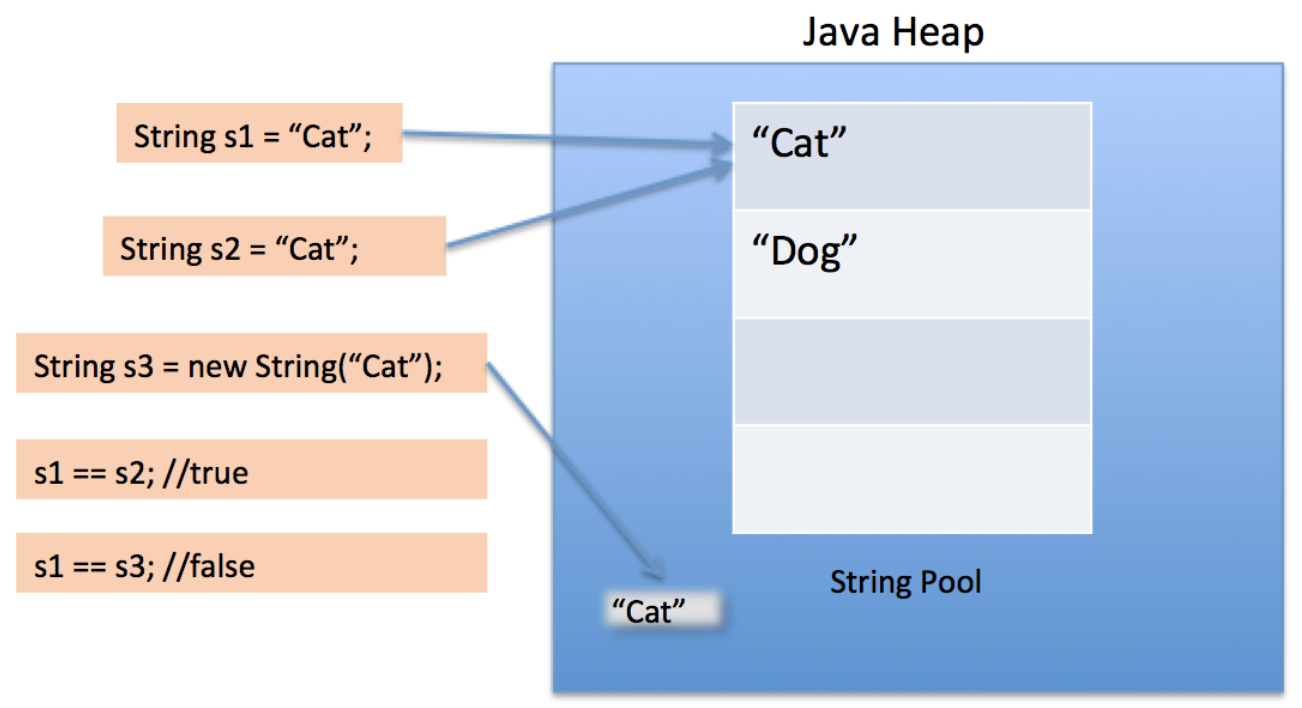 Java Heap
String s1 = “Cat”;
“Cat”
String s2 = “Cat”;
“Dog”
String s3 = new String(“Cat”);
s1 == s2; //true
s1 == s3; //false
String Pool
“Cat”